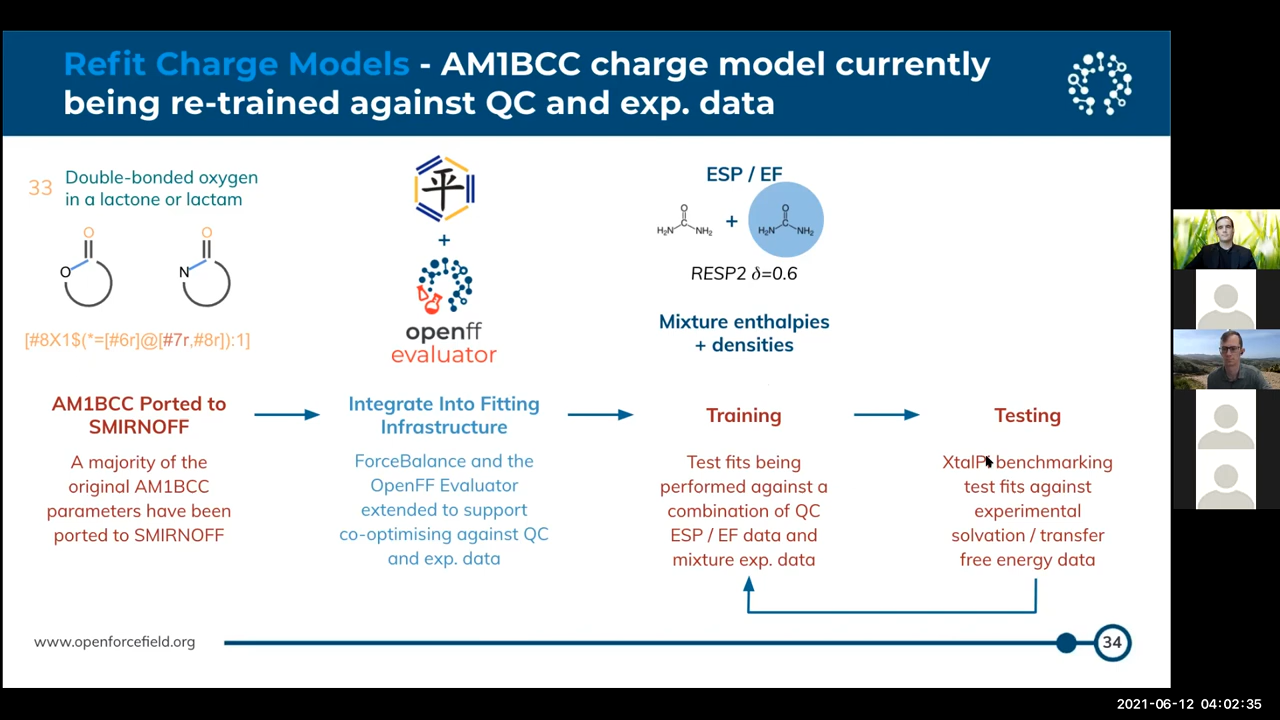 Refit Charge Models - AM1BCC charge model currently
being re-trained against QC and exp. data
33
Double-bonded oxygen
in a lactone or lactam
O
O
O
N
[#8X1$(*=[#6r]@[#7r,#8r]):1]
平
+
openff
evaluator
ESP / EF
O
H₂N
NH₂
+
O
H₂N
NH₂
RESP2 δ=0.6
Mixture enthalpies
+ densities
AM1BCC Ported to
SMIRNOFF
A majority of the
original AM1BCC
parameters have been
ported to SMIRNOFF
Integrate Into Fitting
Infrastructure
ForceBalance and the
OpenFF Evaluator
extended to support
co-optimising against QC
and exp. data
Training
Test fits being
performed against a
combination of QC
ESP / EF data and
mixture exp. data
Testing
XtalPi benchmarking
test fits against
experimental
solvation / transfer
free energy data
www.openforcefield.org
34
2021-06-12 04:02:35